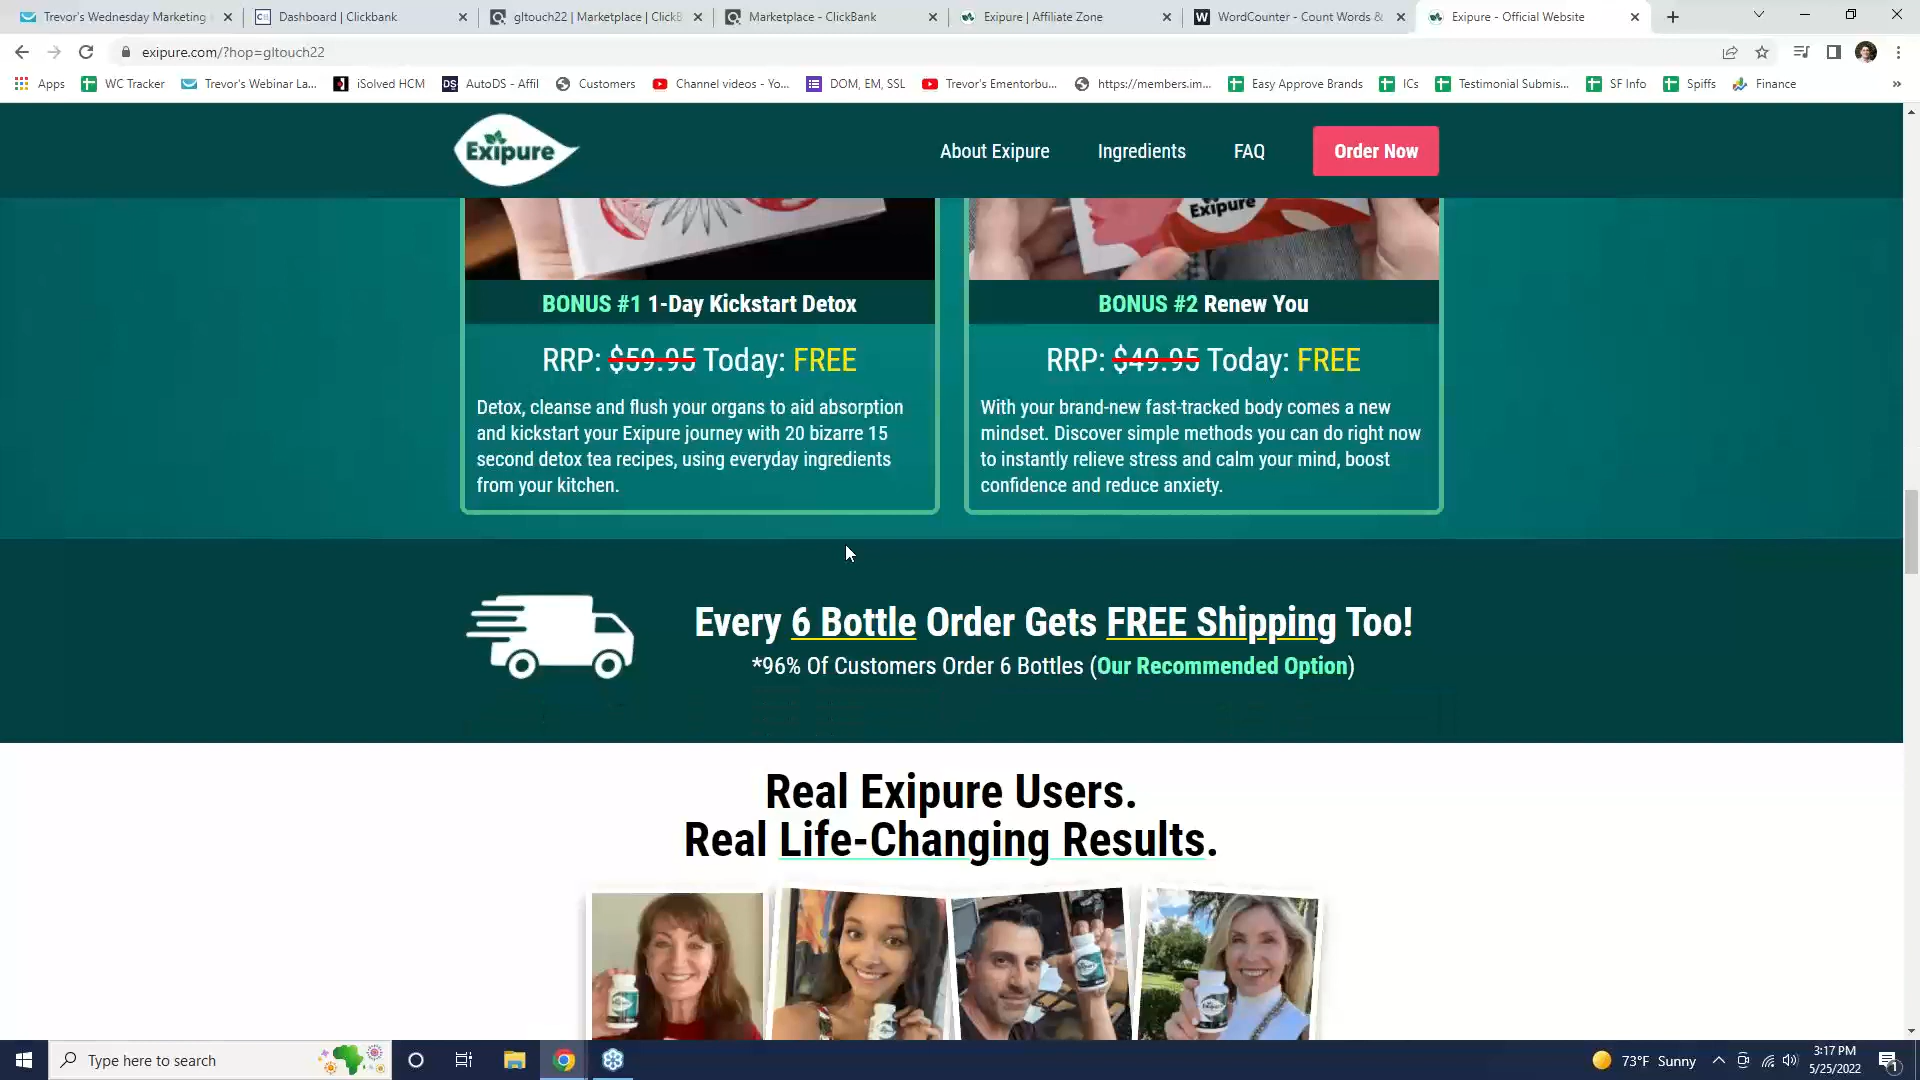 Trevor's Wednesday Marketing
Dashboard | Clickbank
gltouch22 | Marketplace | ClickB
Marketplace - ClickBank
Exipure | Affiliate Zone
WordCounter - Count Words &
Exipure - Official Website
exipure.com/?hop=gltouch22
Apps
WC Tracker
Trevor's Webinar La...
iSolved HCM
AutoDS - Affil
Customers
Channel videos - Yo...
DOM, EM, SSL
Trevor's Ementorbu...
https://members.im...
Easy Approve Brands
ICs
Testimonial Submis...
SF Info
Spiffs
Finance
Exipure
About Exipure
Ingredients
FAQ
Order Now
Exipure
BONUS #1 1-Day Kickstart Detox
RRP: $59.95 Today: FREE
Detox, cleanse and flush your organs to aid absorption
and kickstart your Exipure journey with 20 bizarre 15
second detox tea recipes, using everyday ingredients
from your kitchen.
BONUS #2 Renew You
RRP: $49.95 Today: FREE
With your brand-new fast-tracked body comes a new
mindset. Discover simple methods you can do right now
to instantly relieve stress and calm your mind, boost
confidence and reduce anxiety.
Every 6 Bottle Order Gets FREE Shipping Too!
*96% Of Customers Order 6 Bottles (Our Recommended Option)
Real Exipure Users.
Real Life-Changing Results.
Type here to search
73°F Sunny
3:17 PM
5/25/2022